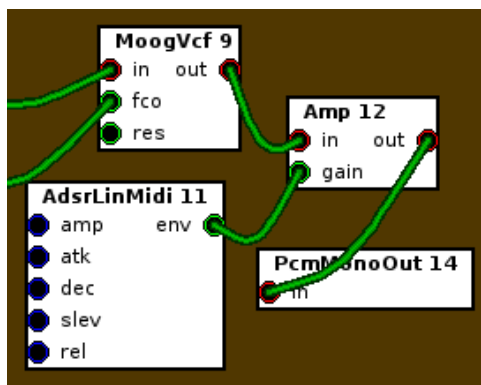 MoogVcf 9
in out
fco
res
Amp 12
in out
gain
AdsrLinMidi 11
amp env
atk
dec
slev
rel
PcmMonoOut 14
in